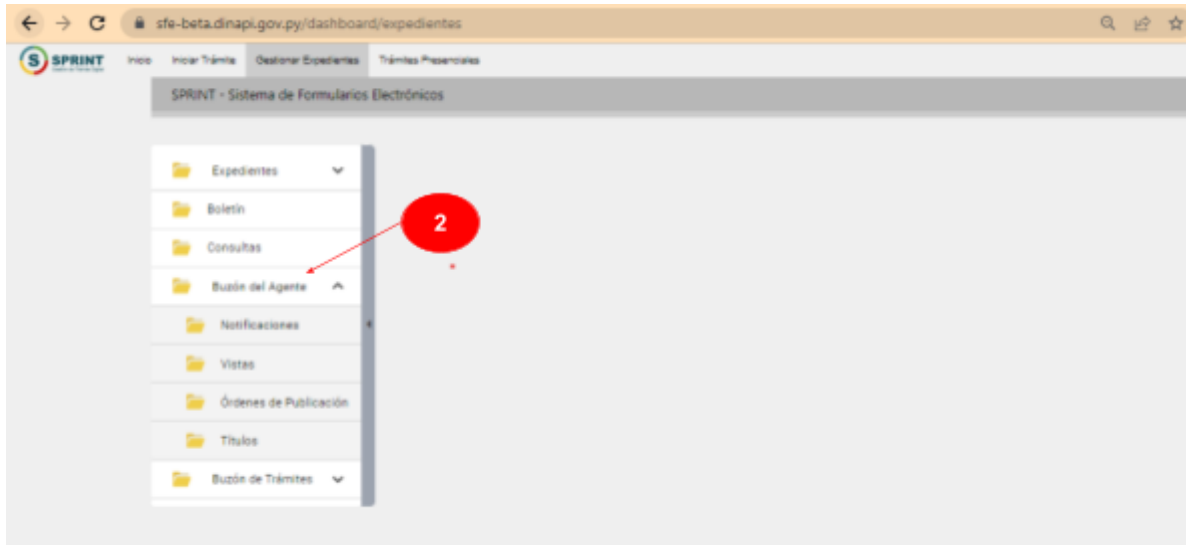 sfe-beta.dinapi.gov.py/dashboard/expedientes
S SPRINT Inicio Iniciar Trámite Gestionar Expedientes Trámites Presenciales
SPRINT - Sistema de Formularios Electrónicos
Expedientes
Boletín
2
Consultas
Buzón del Agente
Notificaciones
Vistas
Órdenes de Publicación
Títulos
Buzón de Trámites